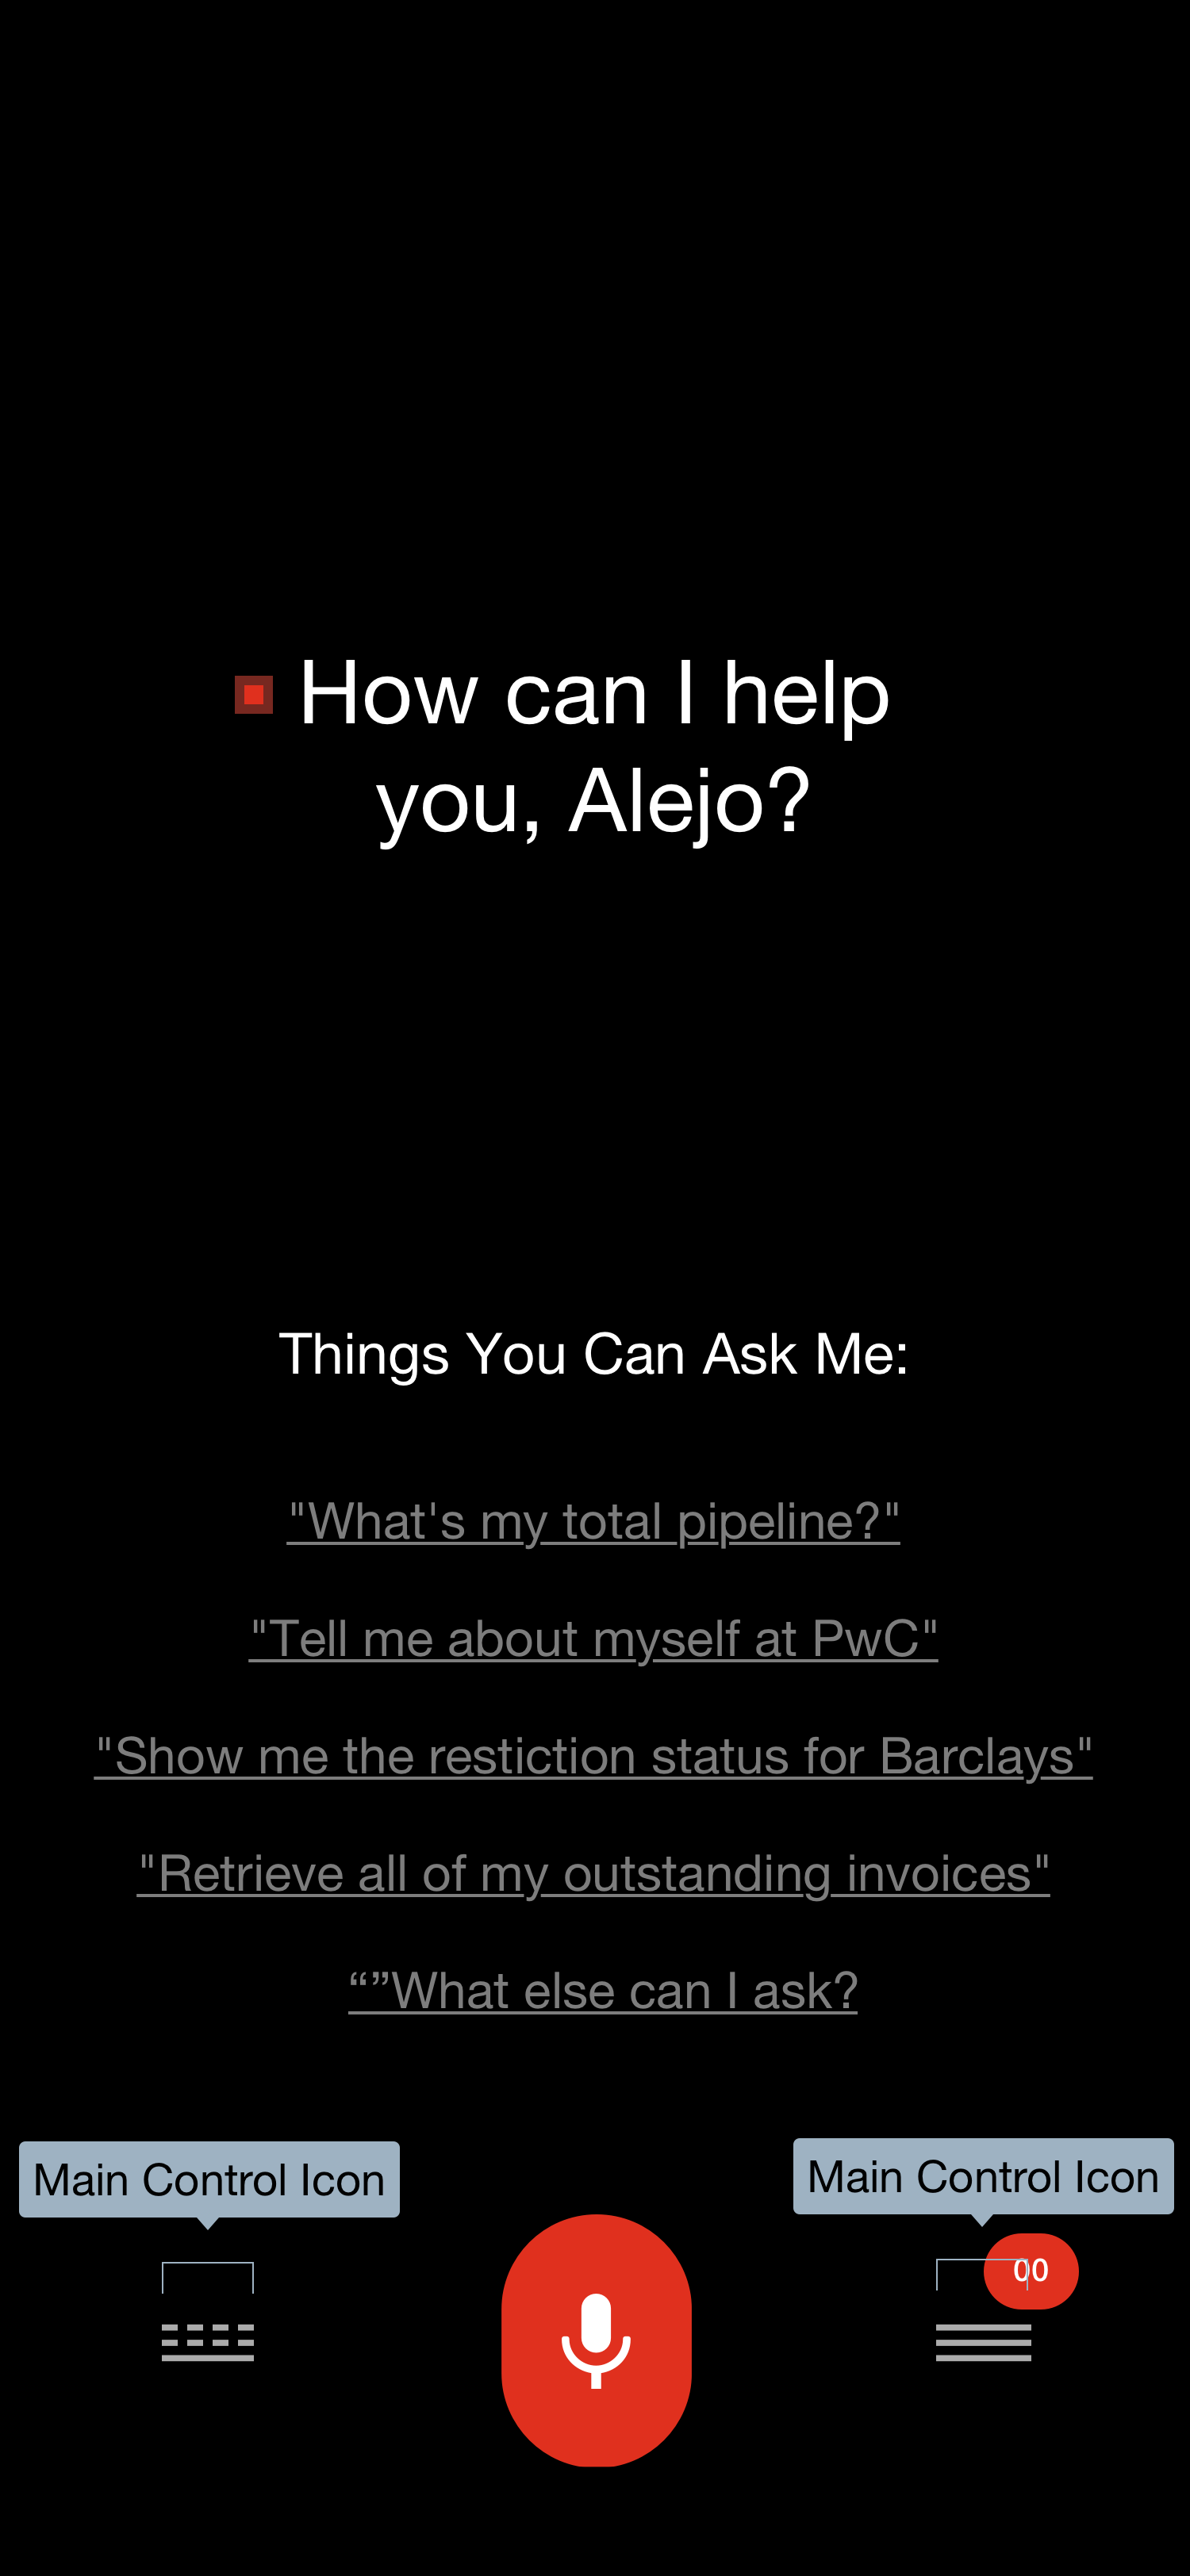 How can I help
you, Alejo?
Things You Can Ask Me:
"What's my total pipeline?"
"Tell me about myself at PwC"
"Show me the restiction status for Barclays"
"Retrieve all of my outstanding invoices"
“”What else can I ask?
Main Control Icon
Main Control Icon
00